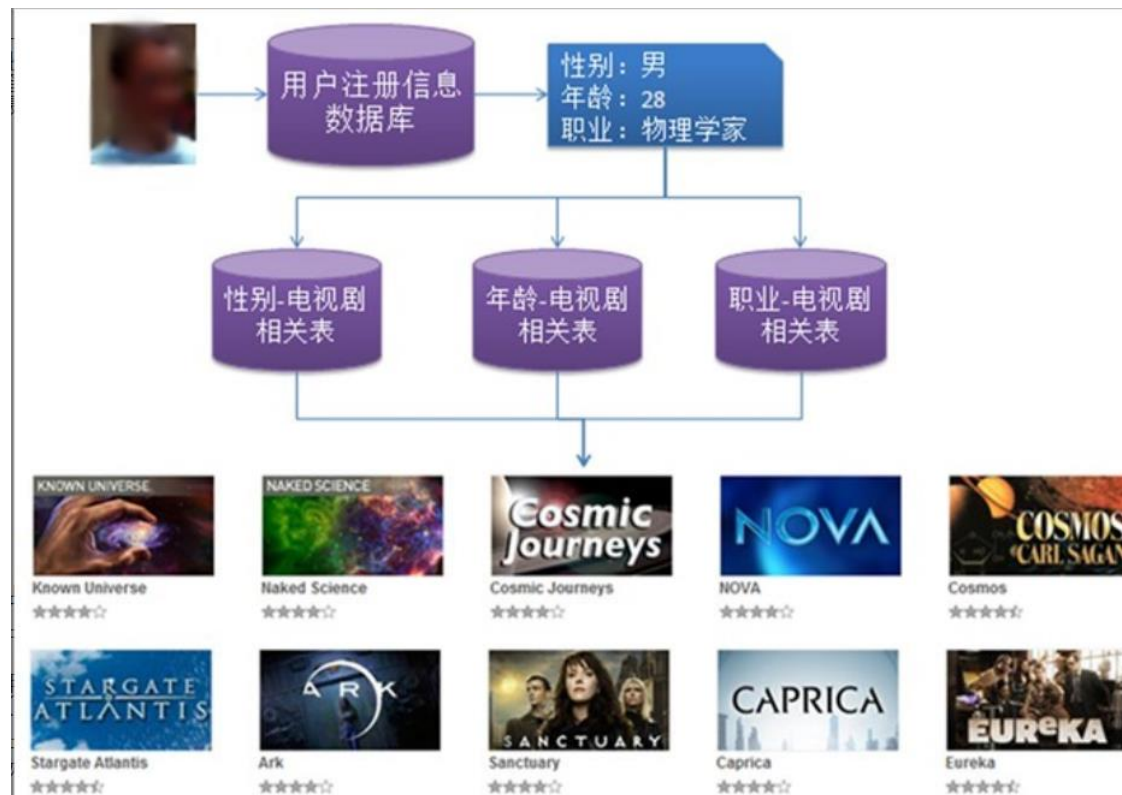 用户注册信息
数据库
性别：男
年龄：28
职业：物理学家
性别-电视剧
相关表
年龄-电视剧
相关表
职业-电视剧
相关表
KNOWN UNIVERSE
NAKED SCIENCE
Cosmic
Journeys
NOVA
COSMOS
CARL SAGAN
Known Universe
Naked Science
Cosmic Journeys
NOVA
Cosmos
STARGATE
ATLANTIS
ARK
SANCTUARY
CAPRICA
EUReKA
Stargate Atlantis
Ark
Sanctuary
Caprica
Eureka